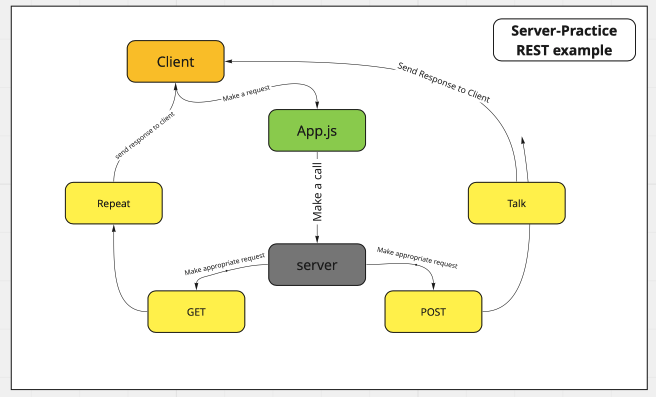 Server-Practice
REST example
Client
Send Response to Client
Make a request
send response to client
App.js
Make a call
Repeat
Talk
server
Make appropriate request
Make appropriate request
GET
POST